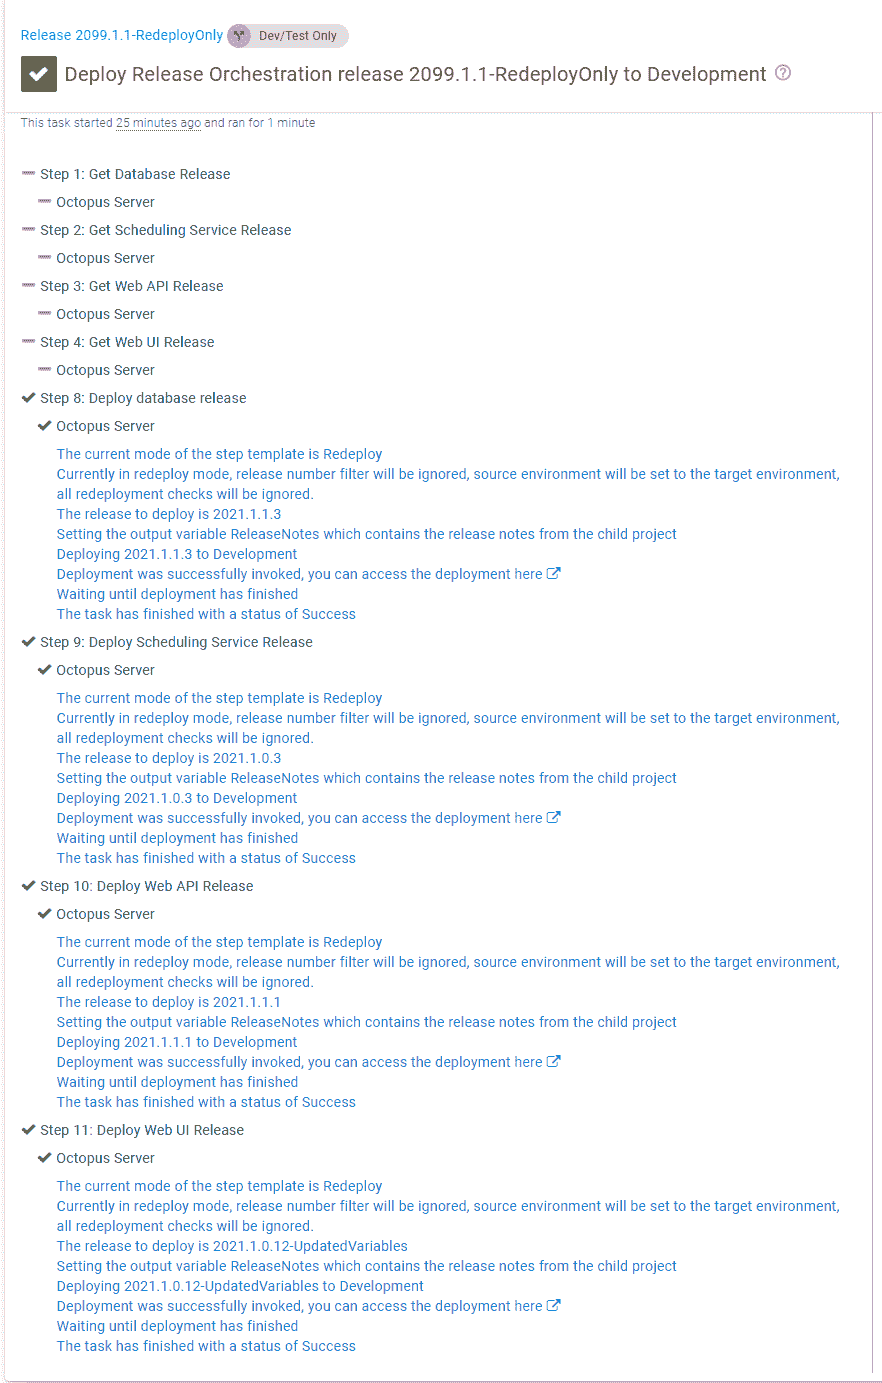 Release 2099.1.1-RedeployOnly Dev/Test Only
Deploy Release Orchestration release 2099.1.1-RedeployOnly to Development
This task started 25 minutes ago and ran for 1 minute
Step 1: Get Database Release
Octopus Server
Step 2: Get Scheduling Service Release
Octopus Server
Step 3: Get Web API Release
Octopus Server
Step 4: Get Web UI Release
Octopus Server
Step 8: Deploy database release
Octopus Server
The current mode of the step template is Redeploy
Currently in redeploy mode, release number filter will be ignored, source environment will be set to the target environment,
all redeployment checks will be ignored.
The release to deploy is 2021.1.1.3
Setting the output variable ReleaseNotes which contains the release notes from the child project
Deploying 2021.1.1.3 to Development
Deployment was successfully invoked, you can access the deployment here
Waiting until deployment has finished
The task has finished with a status of Success
Step 9: Deploy Scheduling Service Release
Octopus Server
The current mode of the step template is Redeploy
Currently in redeploy mode, release number filter will be ignored, source environment will be set to the target environment,
all redeployment checks will be ignored.
The release to deploy is 2021.1.0.3
Setting the output variable ReleaseNotes which contains the release notes from the child project
Deploying 2021.1.0.3 to Development
Deployment was successfully invoked, you can access the deployment here
Waiting until deployment has finished
The task has finished with a status of Success
Step 10: Deploy Web API Release
Octopus Server
The current mode of the step template is Redeploy
Currently in redeploy mode, release number filter will be ignored, source environment will be set to the target environment,
all redeployment checks will be ignored.
The release to deploy is 2021.1.1.1
Setting the output variable ReleaseNotes which contains the release notes from the child project
Deploying 2021.1.1.1 to Development
Deployment was successfully invoked, you can access the deployment here
Waiting until deployment has finished
The task has finished with a status of Success
Step 11: Deploy Web UI Release
Octopus Server
The current mode of the step template is Redeploy
Currently in redeploy mode, release number filter will be ignored, source environment will be set to the target environment,
all redeployment checks will be ignored.
The release to deploy is 2021.1.0.12-UpdatedVariables
Setting the output variable ReleaseNotes which contains the release notes from the child project
Deploying 2021.1.0.12-UpdatedVariables to Development
Deployment was successfully invoked, you can access the deployment here
Waiting until deployment has finished
The task has finished with a status of Success